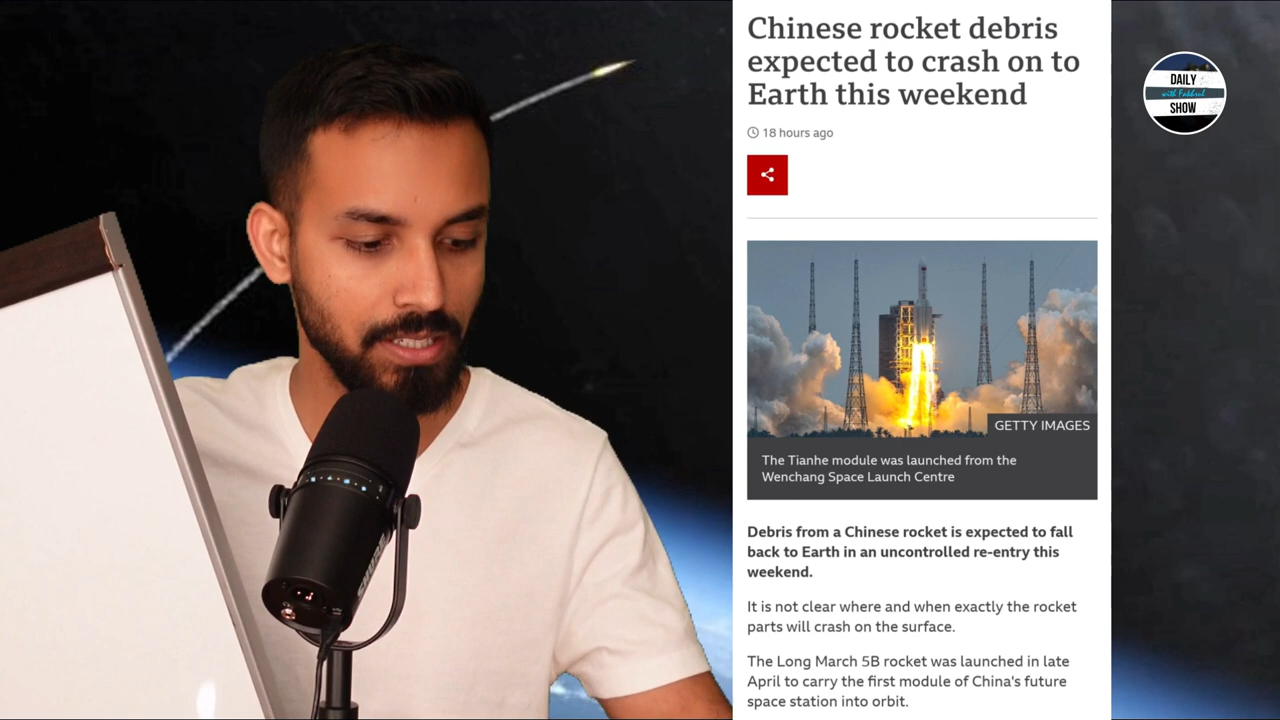 Chinese rocket debris
expected to crash on to
Earth this weekend
18 hours ago
GETTY IMAGES
The Tianhe module was launched from the
Wenchang Space Launch Centre
Debris from a Chinese rocket is expected to fall
back to Earth in an uncontrolled re-entry this
weekend.
It is not clear where and when exactly the rocket
parts will crash on the surface.
The Long March 5B rocket was launched in late
April to carry the first module of China's future
space station into orbit.
DAILY
with Fakhrul
SHOW
SHURE